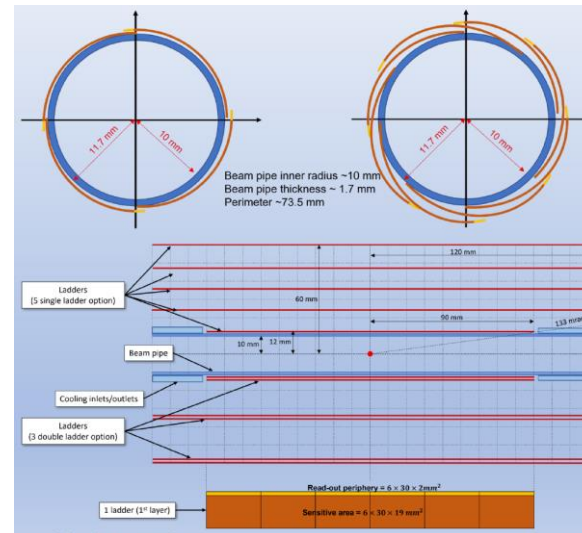 11.7 mm
10 mm
11.7 mm
10 mm
Beam pipe inner radius ~10 mm
Beam pipe thickness ~ 1.7 mm
Perimeter ~73.5 mm
120 mm
Ladders
(5 single ladder option)
60 mm
90 mm
133 mrad
10 mm
12 mm
Beam pipe
Cooling inlets/outlets
Ladders
(3 double ladder option)
Read-out periphery = 6 × 30 × 2mm²
1 ladder (1st layer)
Sensitive area = 6 × 30 × 19 mm²